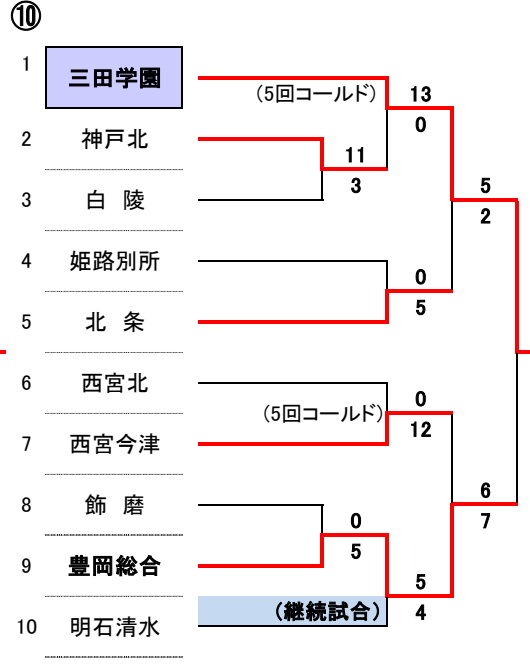 ⑩
1 三田学園
(5回コールド)
13
0
2 神戸北
11
3
5
2
3 白 陵
4 姫路別所
0
5
5 北 条
6 西宮北
0
(5回コールド)
12
7 西宮今津
6
7
8 飾 磨
0
5
9 豊岡総合
5
4
(継続試合)
10 明石清水